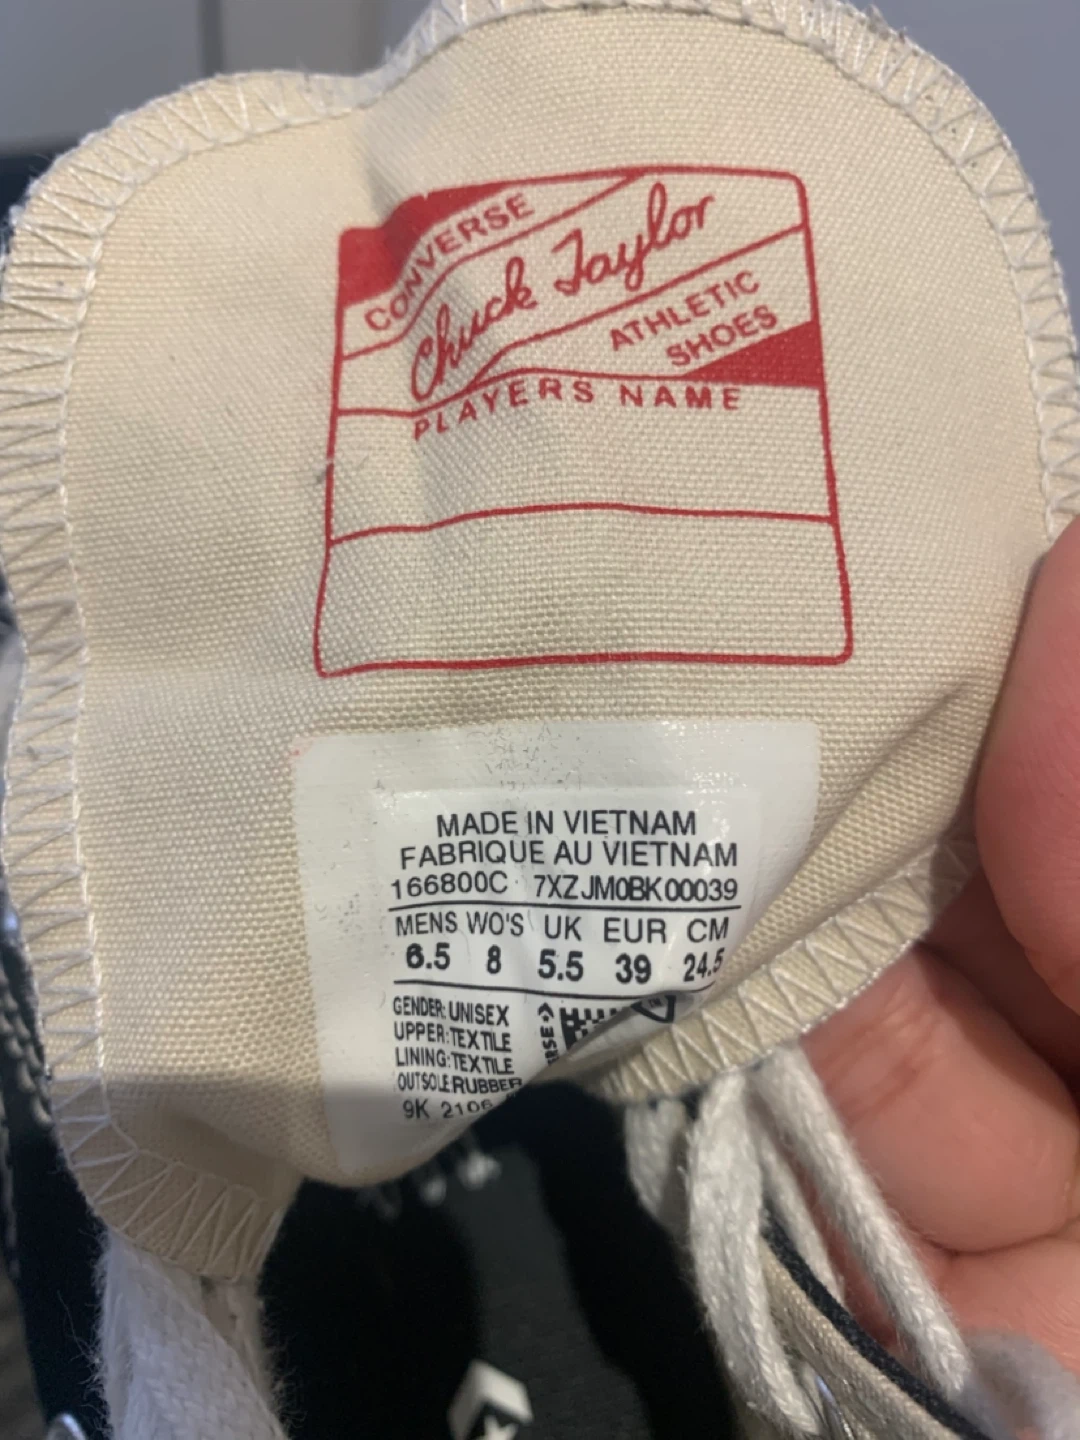 CONVERSE
Chuck Taylor
ATHLETIC
SHOES
PLAYERS NAME
MADE IN VIETNAM
FABRIQUE AU VIETNAM
166800C 7XZJM0BK00039
MENS WO'S UK EUR CM
6.5 8 5.5 39 24.5
GENDER: UNISEX
UPPER: TEXTILE
LINING: TEXTILE
OUTSOLE: RUBBER
9K 2106